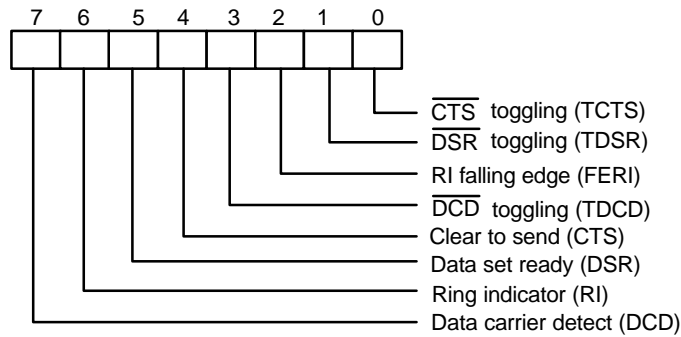 7 6 5 4 3 2 1 0
CTS toggling (TCTS)
DSR toggling (TDSR)
RI falling edge (FERI)
DCD toggling (TDCD)
Clear to send (CTS)
Data set ready (DSR)
Ring indicator (RI)
Data carrier detect (DCD)